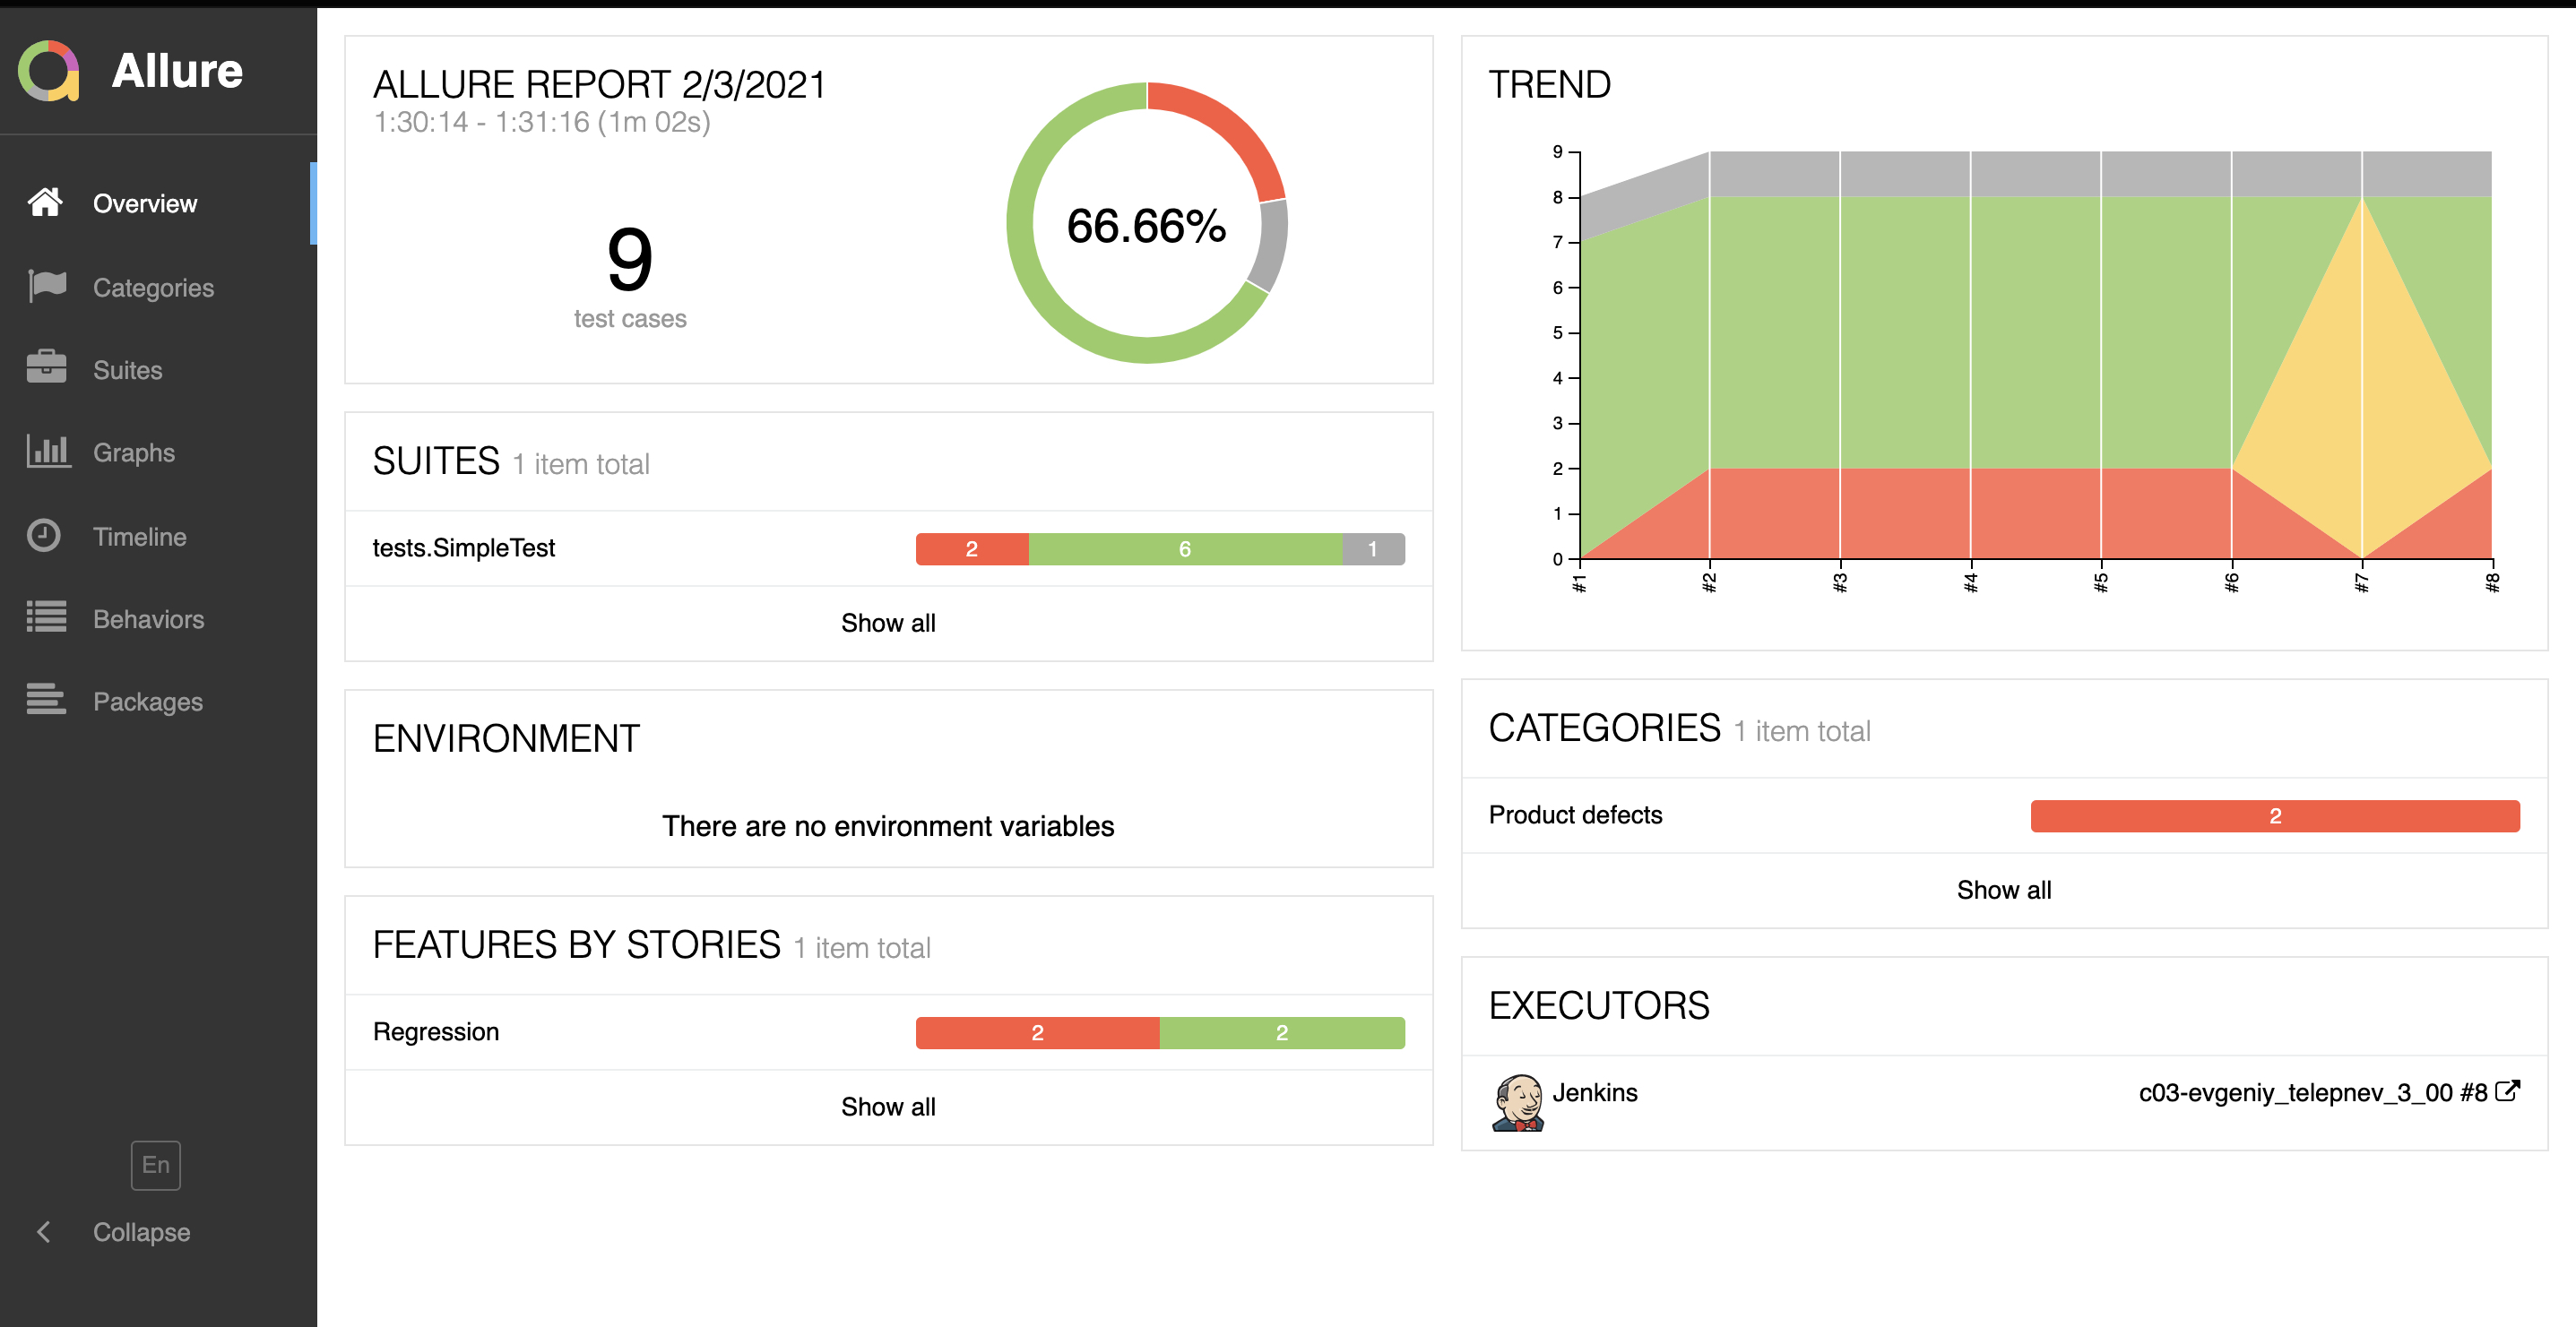 Allure
Overview
Categories
Suites
Graphs
Timeline
Behaviors
Packages
En
Collapse
ALLURE REPORT 2/3/2021
1:30:14 - 1:31:16 (1m 02s)
9
test cases
66.66%
SUITES 1 item total
tests.SimpleTest 2 6 1
Show all
ENVIRONMENT
There are no environment variables
FEATURES BY STORIES 1 item total
Regression 2 2
Show all
TREND
9
8
7
6
5
4
3
2
1
0
#1 #2 #3 #4 #5 #6 #7 #8
CATEGORIES 1 item total
Product defects 2
Show all
EXECUTORS
Jenkins c03-evgeniy_telepnev_3_00 #8